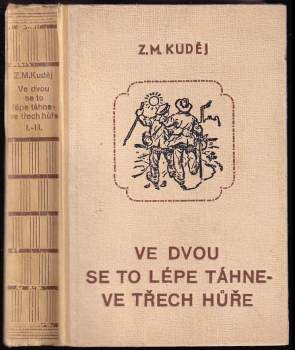 Z.M.Kuděj
Ve dvou
se to
lépe táhne-
ve třech hůře
I.-II.
Z. M. KUDĚJ
VE DVOU
SE TO LÉPE TÁHNE-
VE TŘECH HŮŘE